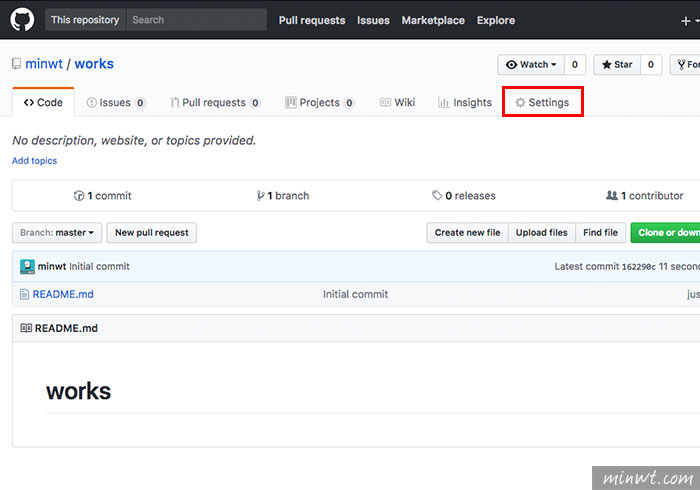 This repository Search Pull requests Issues Marketplace Explore
minwt / works Watch 0 Star 0 For
Code Issues 0 Pull requests 0 Projects 0 Wiki Insights Settings
No description, website, or topics provided.
Add topics
1 commit 1 branch 0 releases 1 contributor
Branch: master New pull request Create new file Upload files Find file Clone or down
minwt Initial commit Latest commit 162290c 11 second
README.md Initial commit jus
README.md
works
minwt.com